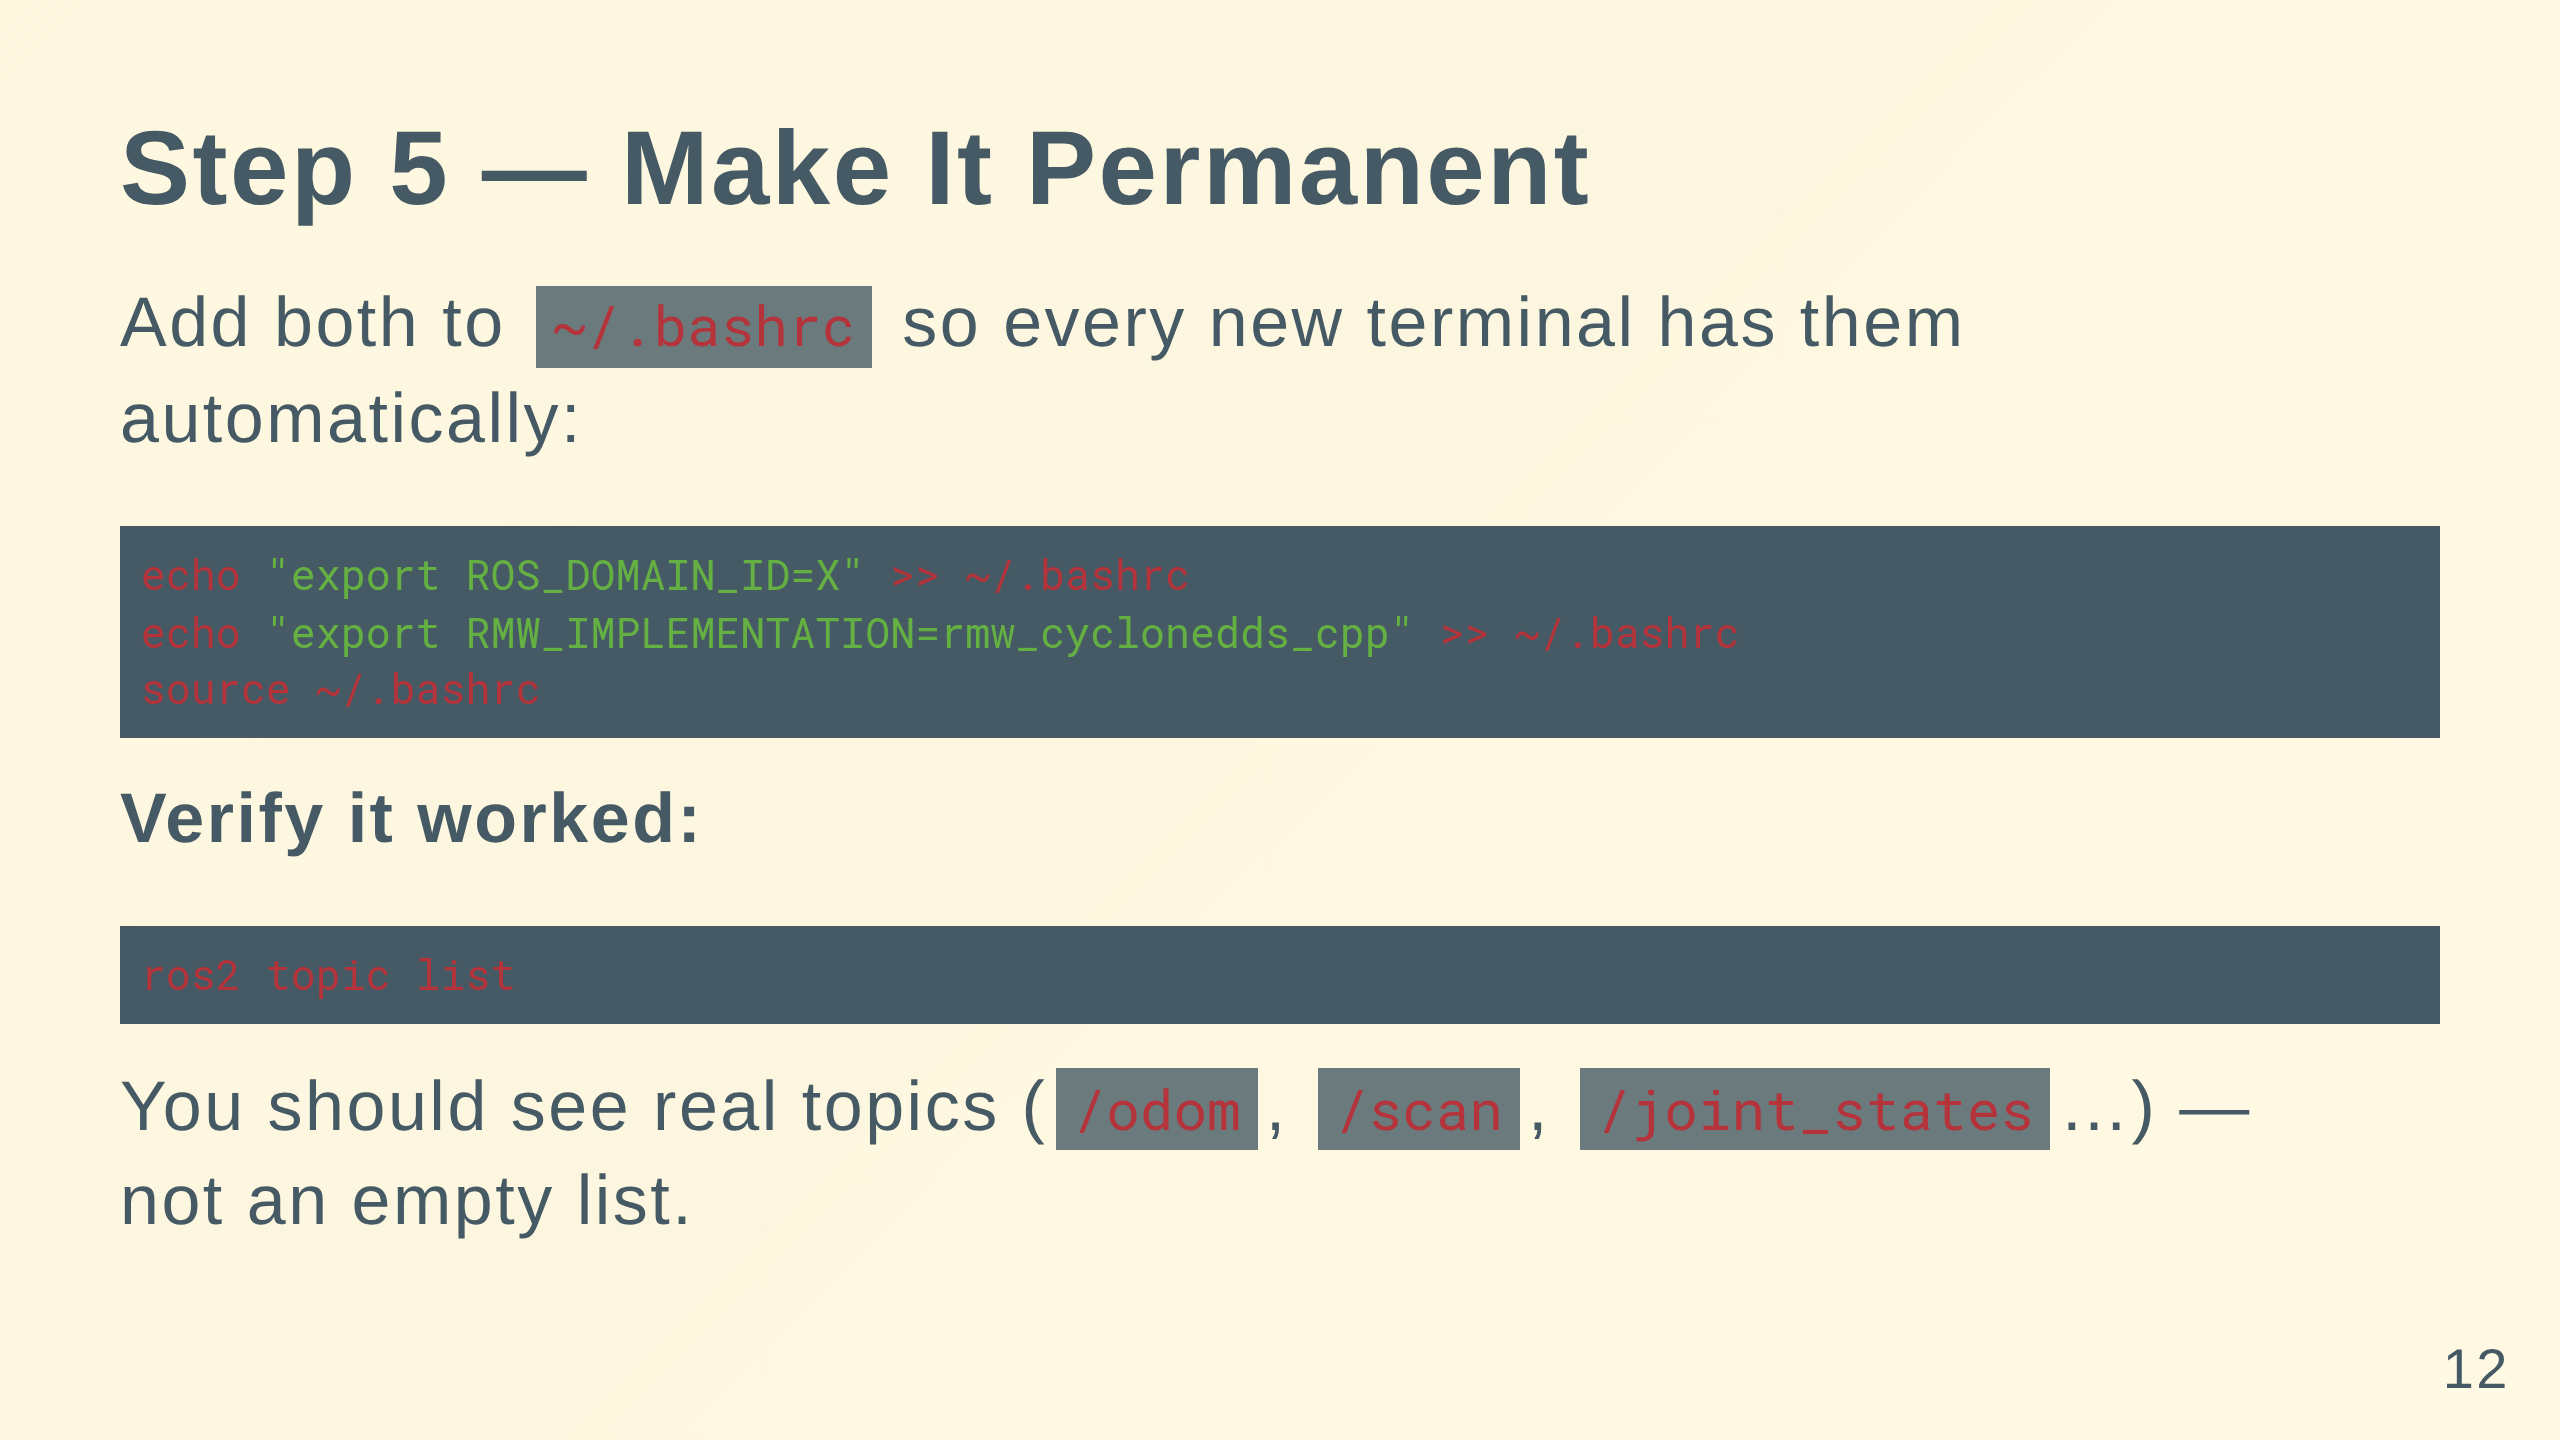 Step 5 — Make It Permanent
Add both to ~/.bashrc so every new terminal has them
automatically:
echo "export ROS_DOMAIN_ID=X" >> ~/.bashrc
echo "export RMW_IMPLEMENTATION=rmw_cyclonedds_cpp" >> ~/.bashrc
source ~/.bashrc
Verify it worked:
ros2 topic list
You should see real topics (/odom, /scan, /joint_states...) —
not an empty list.
12